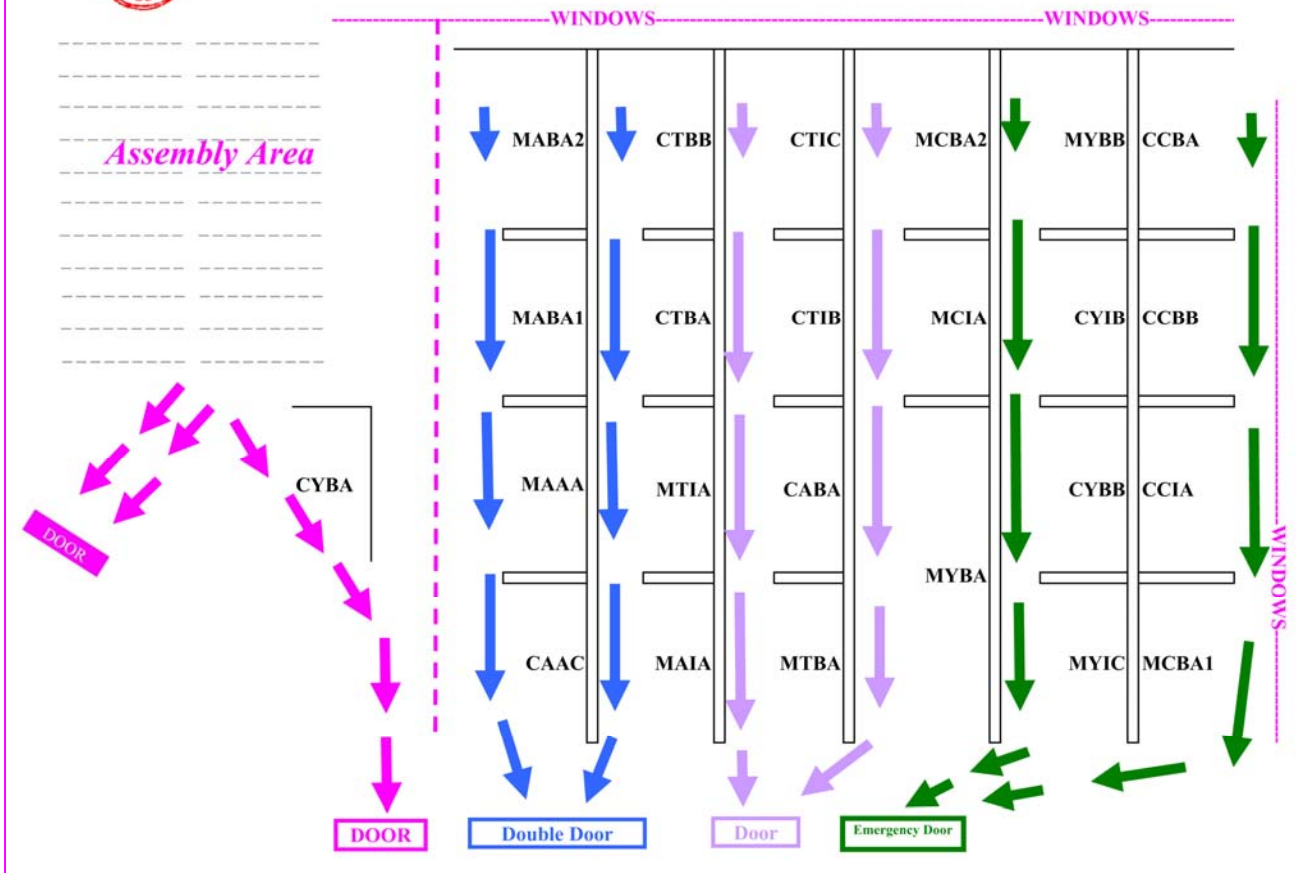 WINDOWS WINDOWS
Assembly Area
MABA2 CTBB CTIC MCBA2 MYBB CCBA
MABA1 CTBA CTIB MCIA CYIB CCBB
CYBA MAAA MTIA CABA CYBB CCIA
DOOR
WINDOWS
MYBA
CAAC MAIA MTBA MYIC MCBA1
DOOR Double Door Door Emergency Door